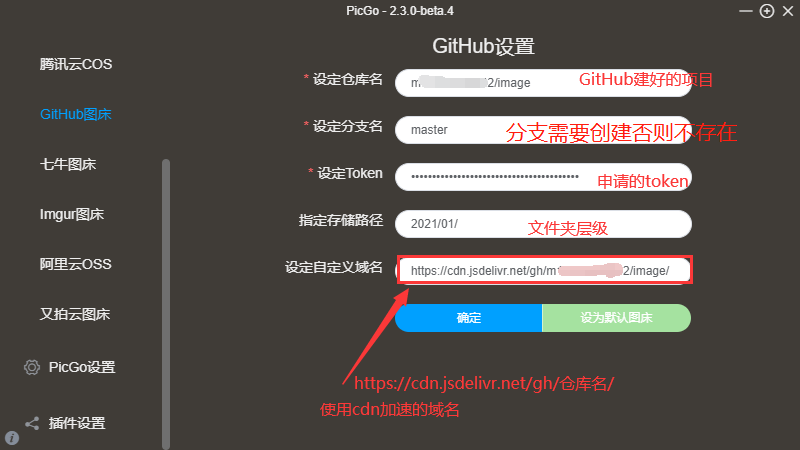 PicGo - 2.3.0-beta.4
GitHub设置
腾讯云COS
GitHub图床
七牛图床
Imgur图床
阿里云OSS
又拍云图床
PicGo设置
插件设置
* 设定仓库名
2/image
GitHub建好的项目
* 设定分支名
master
分支需要创建否则不存在
* 设定Token
申请的token
指定存储路径
2021/01/
文件夹层级
设定自定义域名
https://cdn.jsdelivr.net/gh/m 2/image/
确定
设为默认图床
https://cdn.jsdelivr.net/gh/仓库名/
使用cdn加速的域名